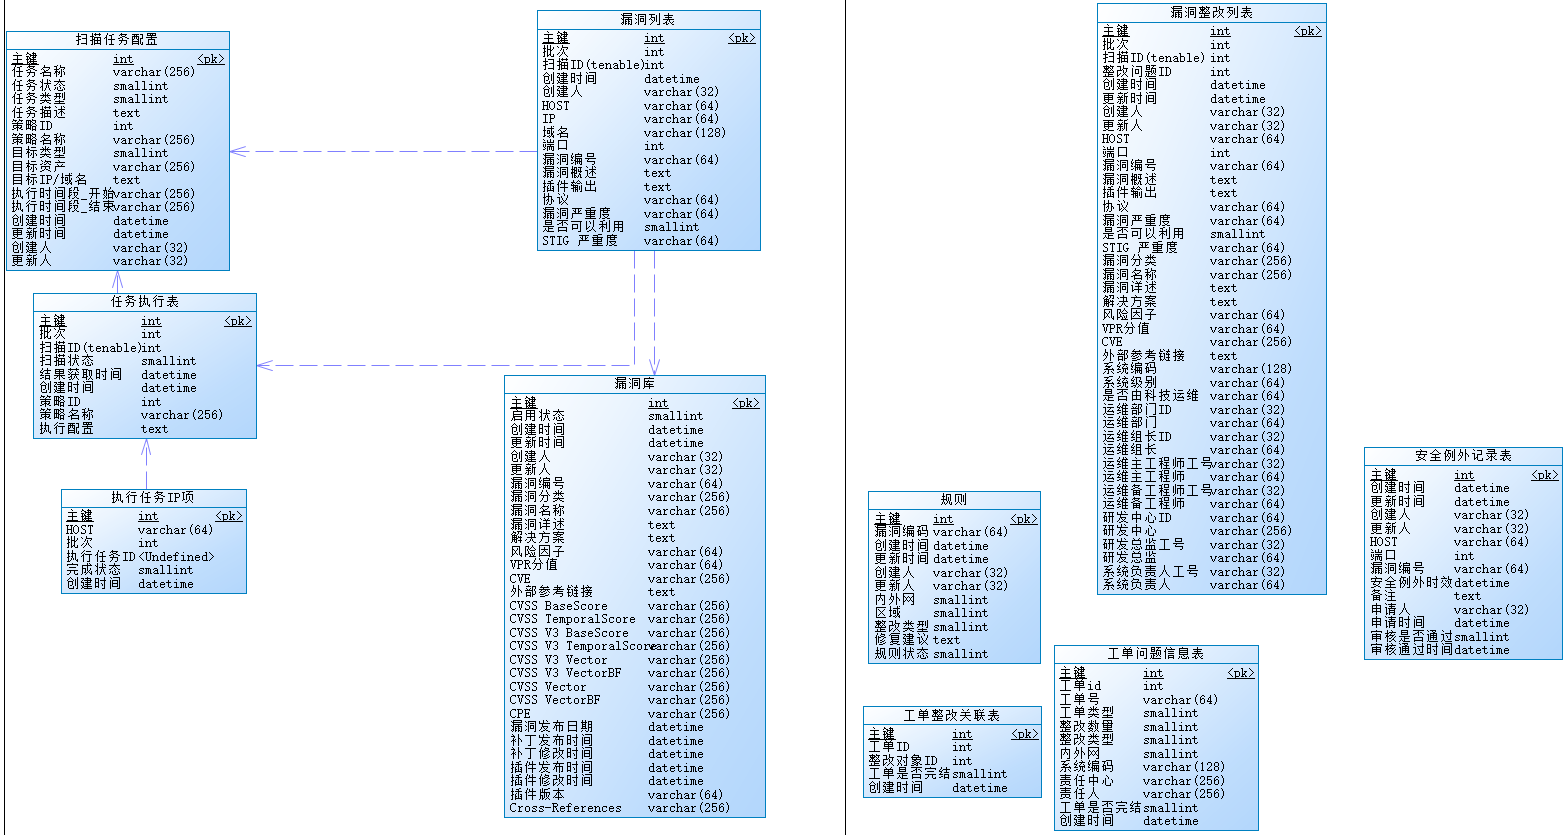 扫描任务配置
主键 int <pk>
任务名称 varchar(256)
任务状态 smallint
任务类型 smallint
任务描述 text
策略ID int
策略名称 varchar(256)
目标类型 smallint
目标资产 varchar(256)
目标IP/域名 text
执行时间段_开始 varchar(256)
执行时间段_结束 varchar(256)
创建时间 datetime
更新时间 datetime
创建人 varchar(32)
更新人 varchar(32)
任务执行表
主键 int <pk>
批次 int
扫描ID(tenable) int
扫描状态 smallint
结果获取时间 datetime
创建时间 datetime
策略ID int
策略名称 varchar(256)
执行配置 text
执行任务IP项
主键 int <pk>
HOST varchar(64)
批次 int
执行任务ID <Undefined>
完成状态 smallint
创建时间 datetime
漏洞列表
主键 int <pk>
批次 int
扫描ID(tenable) int
创建时间 datetime
创建人 varchar(32)
HOST varchar(64)
IP varchar(64)
域名 varchar(128)
端口 int
漏洞编号 varchar(64)
漏洞概述 text
插件输出 text
协议 varchar(64)
漏洞严重度 varchar(64)
是否可以利用 smallint
STIG 严重度 varchar(64)
漏洞库
主键 int <pk>
启用状态 smallint
创建时间 datetime
更新时间 datetime
创建人 varchar(32)
更新人 varchar(32)
漏洞编号 varchar(64)
漏洞分类 varchar(256)
漏洞名称 varchar(256)
漏洞详述 text
解决方案 text
风险因子 varchar(64)
VPR分值 varchar(64)
CVE varchar(256)
外部参考链接 text
CVSS BaseScore varchar(256)
CVSS TemporalScore varchar(256)
CVSS V3 BaseScore varchar(256)
CVSS V3 TemporalScore varchar(256)
CVSS V3 Vector varchar(256)
CVSS V3 VectorBF varchar(256)
CVSS Vector varchar(256)
CVSS VectorBF varchar(256)
CPE varchar(256)
漏洞发布日期 datetime
补丁发布时间 datetime
补丁修改时间 datetime
插件发布时间 datetime
插件修改时间 datetime
插件版本 varchar(64)
Cross-References varchar(256)
漏洞整改列表
主键 int <pk>
批次 int
扫描ID(tenable) int
整改问题ID int
创建时间 datetime
更新时间 datetime
创建人 varchar(32)
更新人 varchar(32)
HOST varchar(64)
端口 int
漏洞编号 varchar(64)
漏洞概述 text
插件输出 text
协议 varchar(64)
漏洞严重度 varchar(64)
是否可以利用 smallint
STIG 严重度 varchar(64)
漏洞分类 varchar(256)
漏洞名称 varchar(256)
漏洞详述 text
解决方案 text
风险因子 varchar(64)
VPR分值 varchar(64)
CVE varchar(256)
外部参考链接 text
系统编码 varchar(128)
系统级别 varchar(64)
是否由科技运维 varchar(64)
运维部门ID varchar(32)
运维部门 varchar(64)
运维组长ID varchar(32)
运维组长 varchar(64)
运维主工程师工号 varchar(32)
运维主工程师 varchar(64)
运维备工程师工号 varchar(32)
运维备工程师 varchar(64)
研发中心ID varchar(64)
研发中心 varchar(256)
研发总监工号 varchar(32)
研发总监 varchar(64)
系统负责人工号 varchar(32)
系统负责人 varchar(64)
规则
主键 int <pk>
漏洞编码 varchar(64)
创建时间 datetime
更新时间 datetime
创建人 varchar(32)
更新人 varchar(32)
内外网 smallint
区域 smallint
整改类型 smallint
修复建议 text
规则状态 smallint
工单整改关联表
主键 int <pk>
工单ID int
整改对象ID int
工单是否完结 smallint
创建时间 datetime
工单问题信息表
主键 int <pk>
工单id int
工单号 varchar(64)
工单类型 smallint
整改数量 smallint
整改类型 smallint
内外网 smallint
系统编码 varchar(128)
责任中心 varchar(256)
责任人 varchar(256)
工单是否完结 smallint
创建时间 datetime
安全例外记录表
主键 int <pk>
创建时间 datetime
更新时间 datetime
创建人 varchar(32)
更新人 varchar(32)
HOST varchar(64)
端口 int
漏洞编号 varchar(64)
安全例外时效 datetime
备注 text
申请人 varchar(32)
申请时间 datetime
审核是否通过 smallint
审核通过时间 datetime